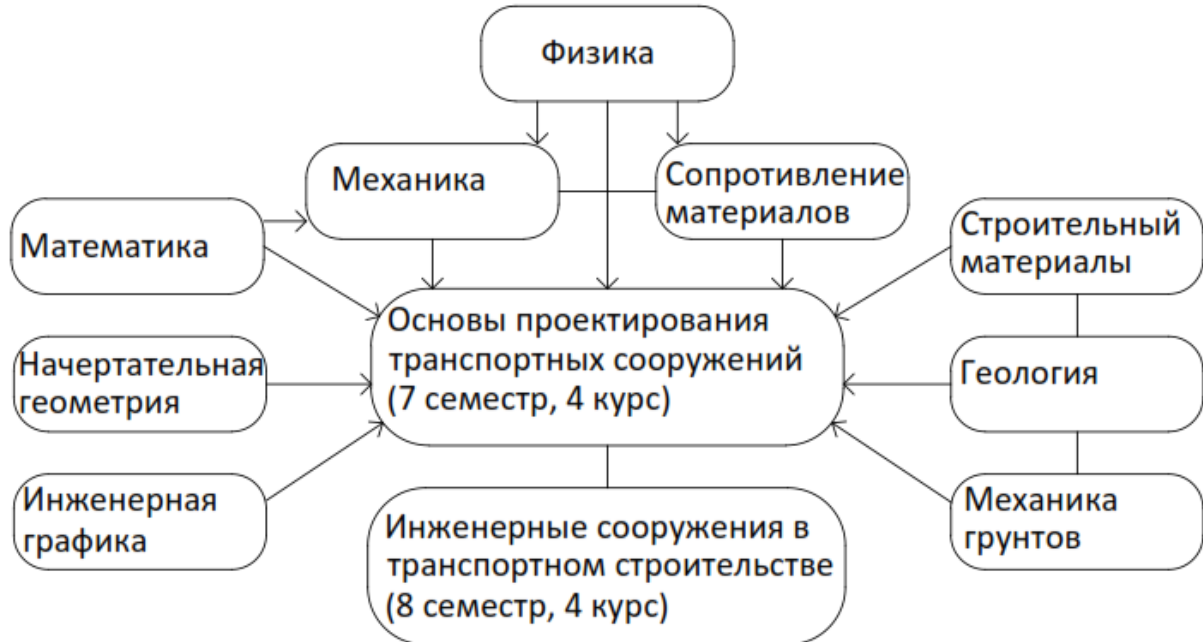 Физика
Механика
Сопротивление
материалов
Математика
Строительный
материалы
Основы проектирования
транспортных сооружений
(7 семестр, 4 курс)
Начертательная
геометрия
Геология
Инженерная
графика
Механика
грунтов
Инженерные сооружения в
транспортном строительстве
(8 семестр, 4 курс)